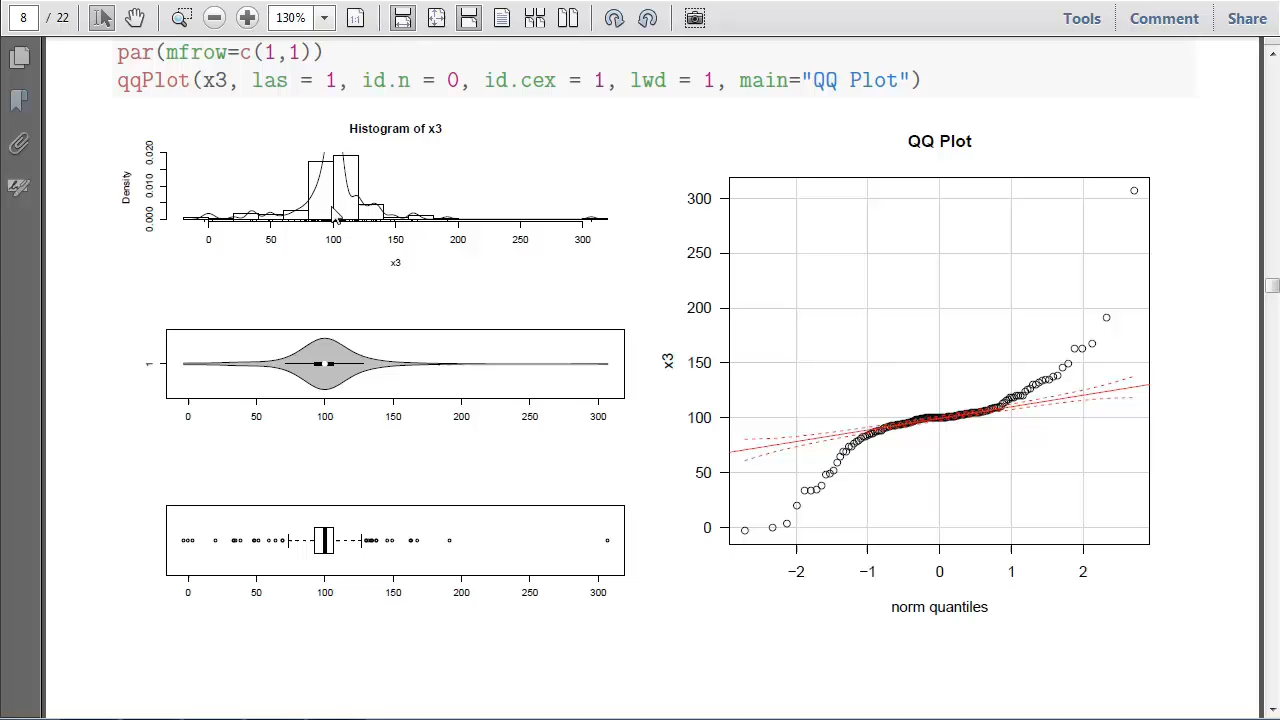 8 / 22 130% 1:1 Tools Comment Share
par(mfrow=c(1,1))
qqPlot(x3, las = 1, id.n = 0, id.cex = 1, lwd = 1, main="QQ Plot")
Histogram of x3
Density
0.000 0.010 0.020
0 50 100 150 200 250 300
x3
1
0 50 100 150 200 250 300
0 50 100 150 200 250 300
QQ Plot
x3
300
250
200
150
100
50
0
−2 −1 0 1 2
norm quantiles